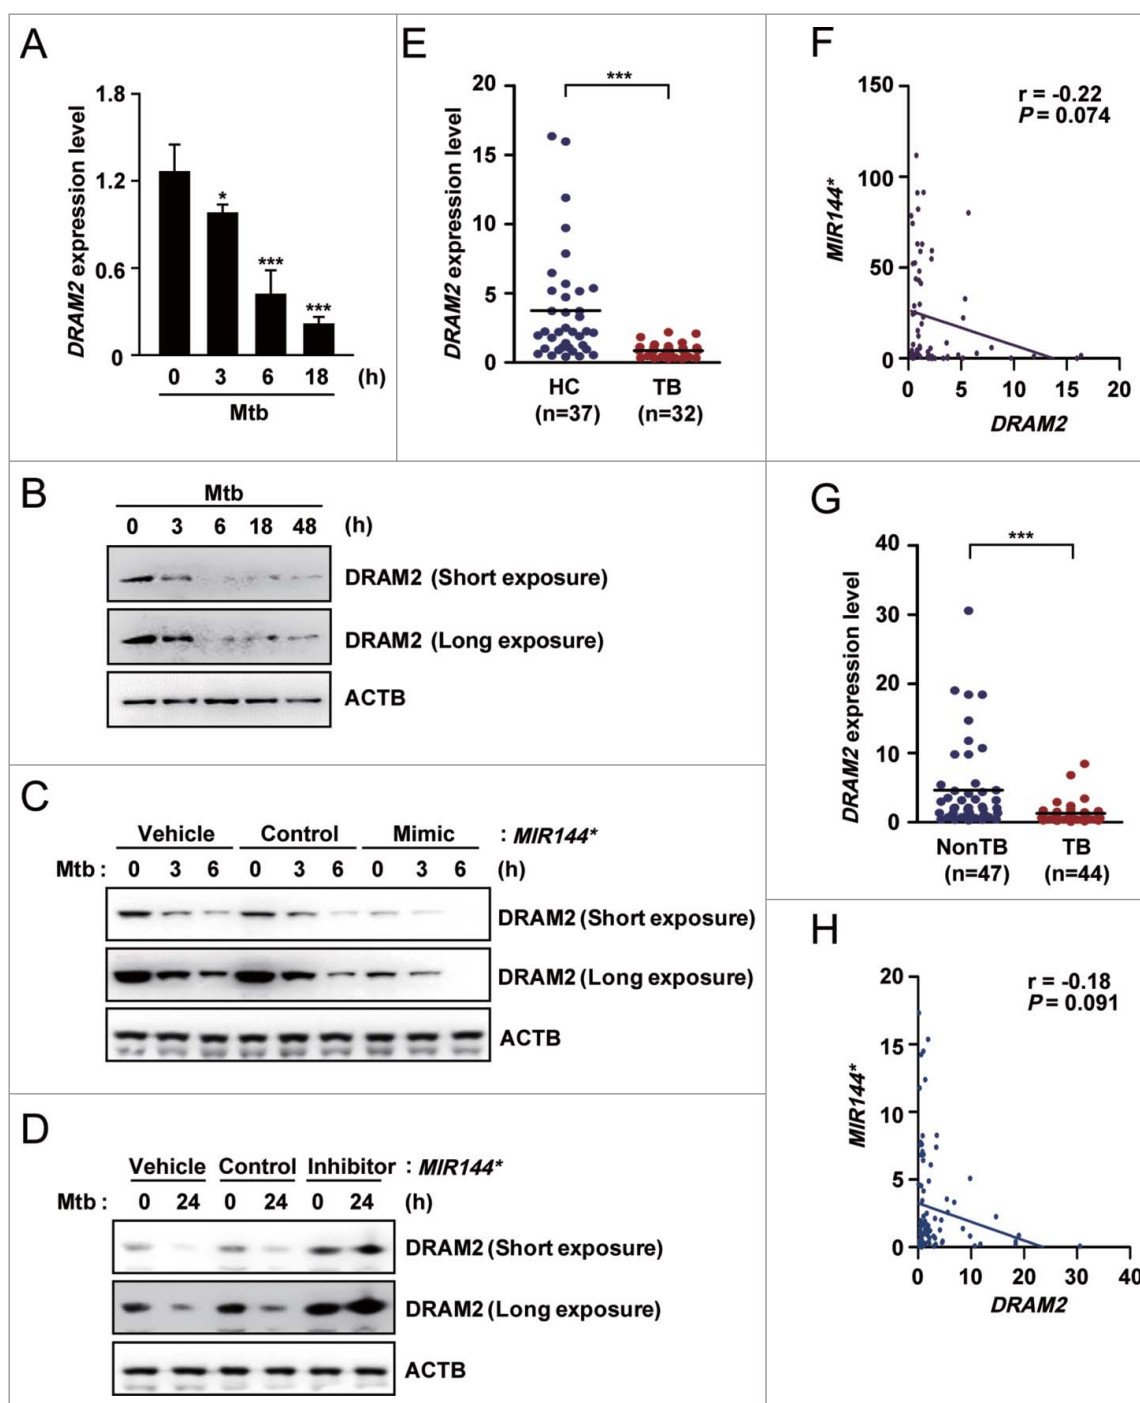 A
DRAM2 expression level
1.8
1.2
0.6
0
*
***
***
0 3 6 18 (h)
Mtb
B
Mtb
0 3 6 18 48 (h)
DRAM2 (Short exposure)
DRAM2 (Long exposure)
ACTB
C
Vehicle Control Mimic : MIR144*
Mtb : 0 3 6 0 3 6 0 3 6 (h)
DRAM2 (Short exposure)
DRAM2 (Long exposure)
ACTB
D
Vehicle Control Inhibitor : MIR144*
Mtb : 0 24 0 24 0 24 (h)
DRAM2 (Short exposure)
DRAM2 (Long exposure)
ACTB
E
DRAM2 expression level
20
15
10
5
0
***
HC TB
(n=37) (n=32)
F
r = -0.22
P = 0.074
MIR144*
150
100
50
0
0 5 10 15 20
DRAM2
G
DRAM2 expression level
40
30
20
10
0
***
NonTB TB
(n=47) (n=44)
H
r = -0.18
P = 0.091
MIR144*
20
15
10
5
0
0 10 20 30 40
DRAM2